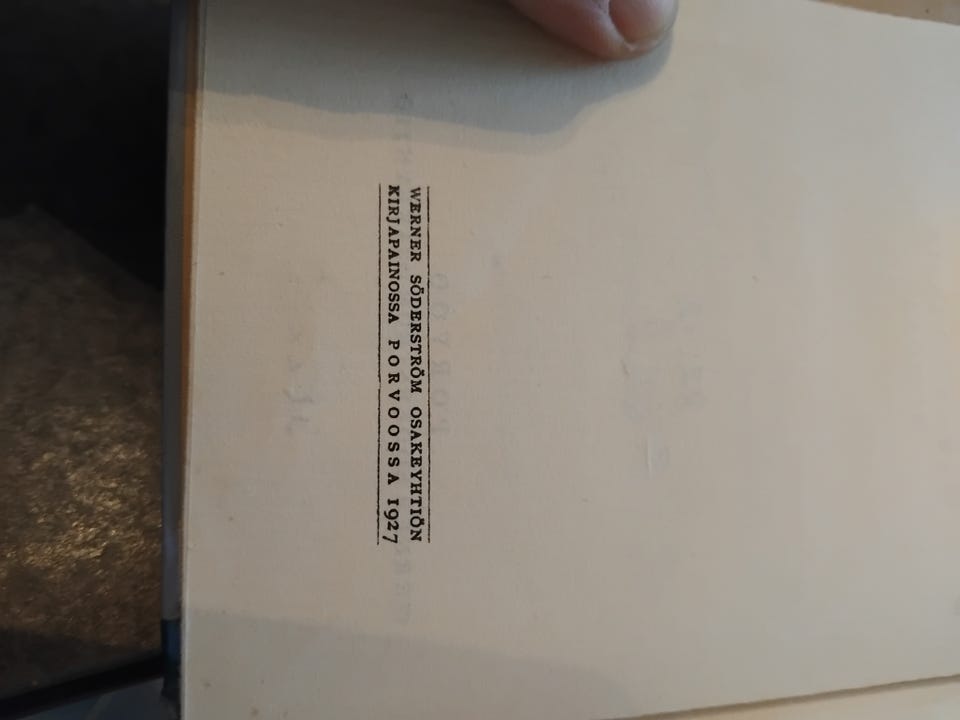 WERNER SÖDERSTRÖM OSAKEYHTIÖN
KIRJAPAINOSSA PORVOOSSA 1927